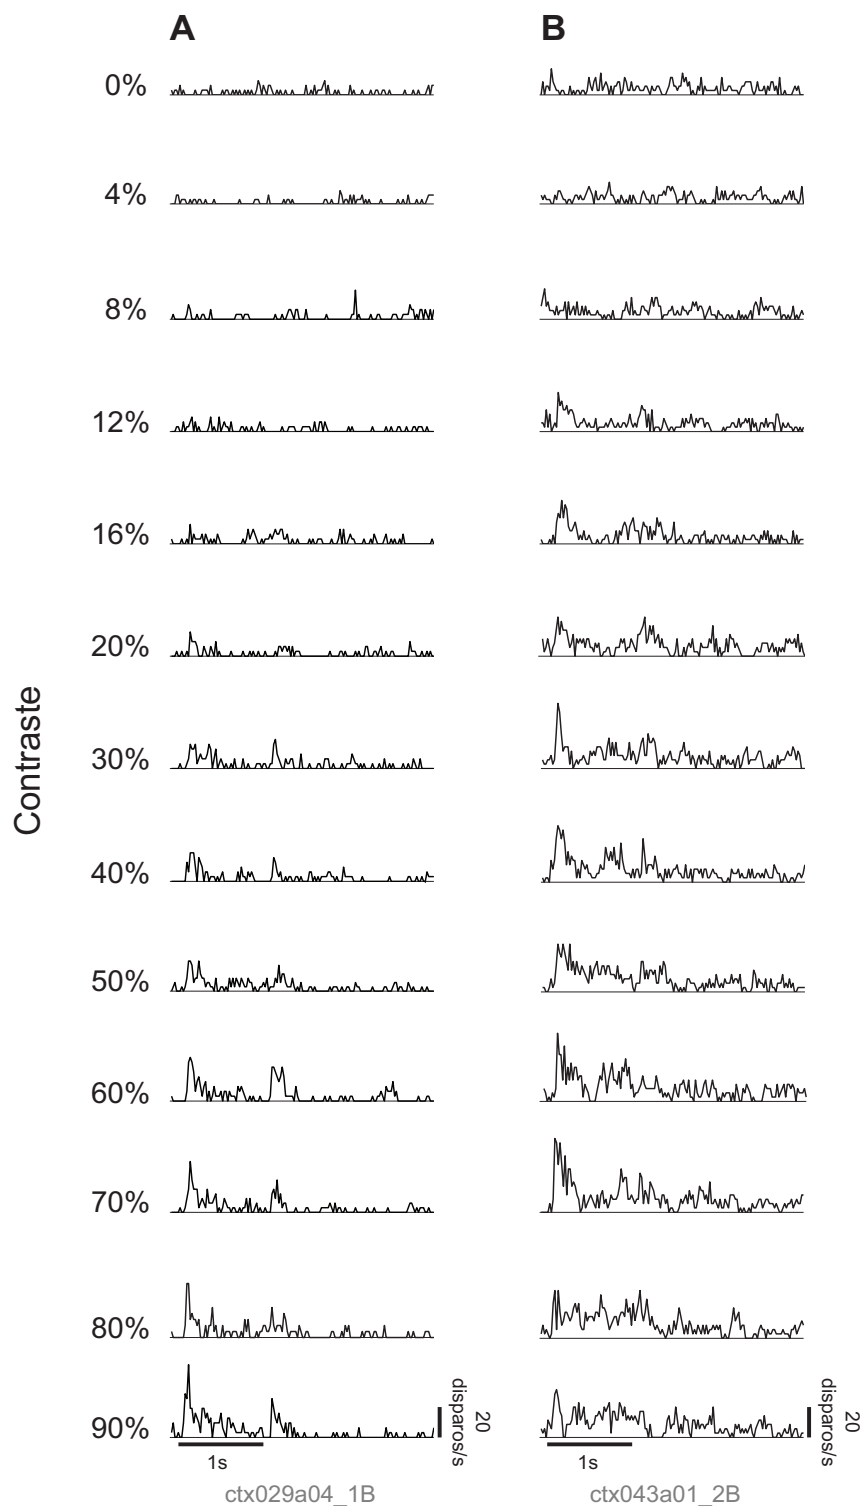 A B
0%
4%
8%
12%
16%
20%
30%
40%
50%
60%
70%
80%
90%
Contraste
20
disparos/s
20
disparos/s
1s 1s
ctx029a04_1B ctx043a01_2B